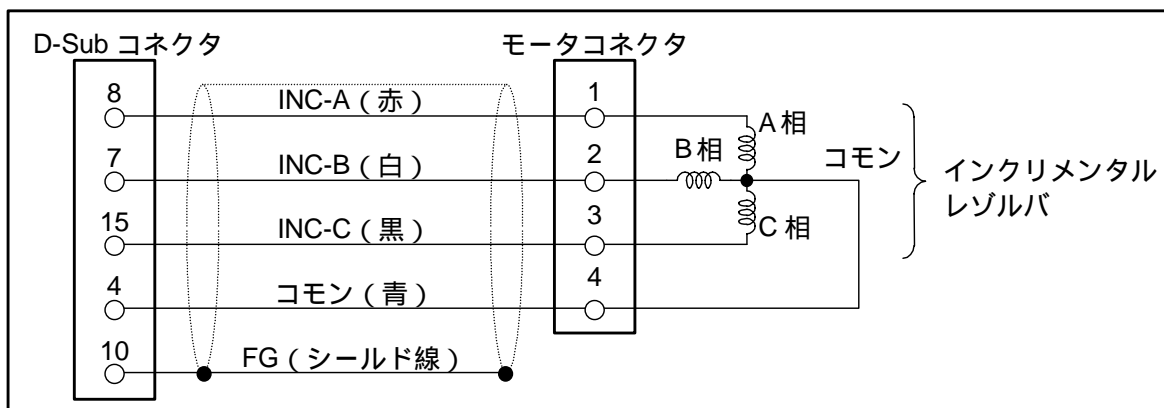 D-Sub コネクタ
モータコネクタ
8
INC-A（赤）
1
A相
7
INC-B（白）
2
B相
コモン
インクリメンタル
レゾルバ
15
INC-C（黒）
3
C相
4
コモン（青）
4
10
FG（シールド線）